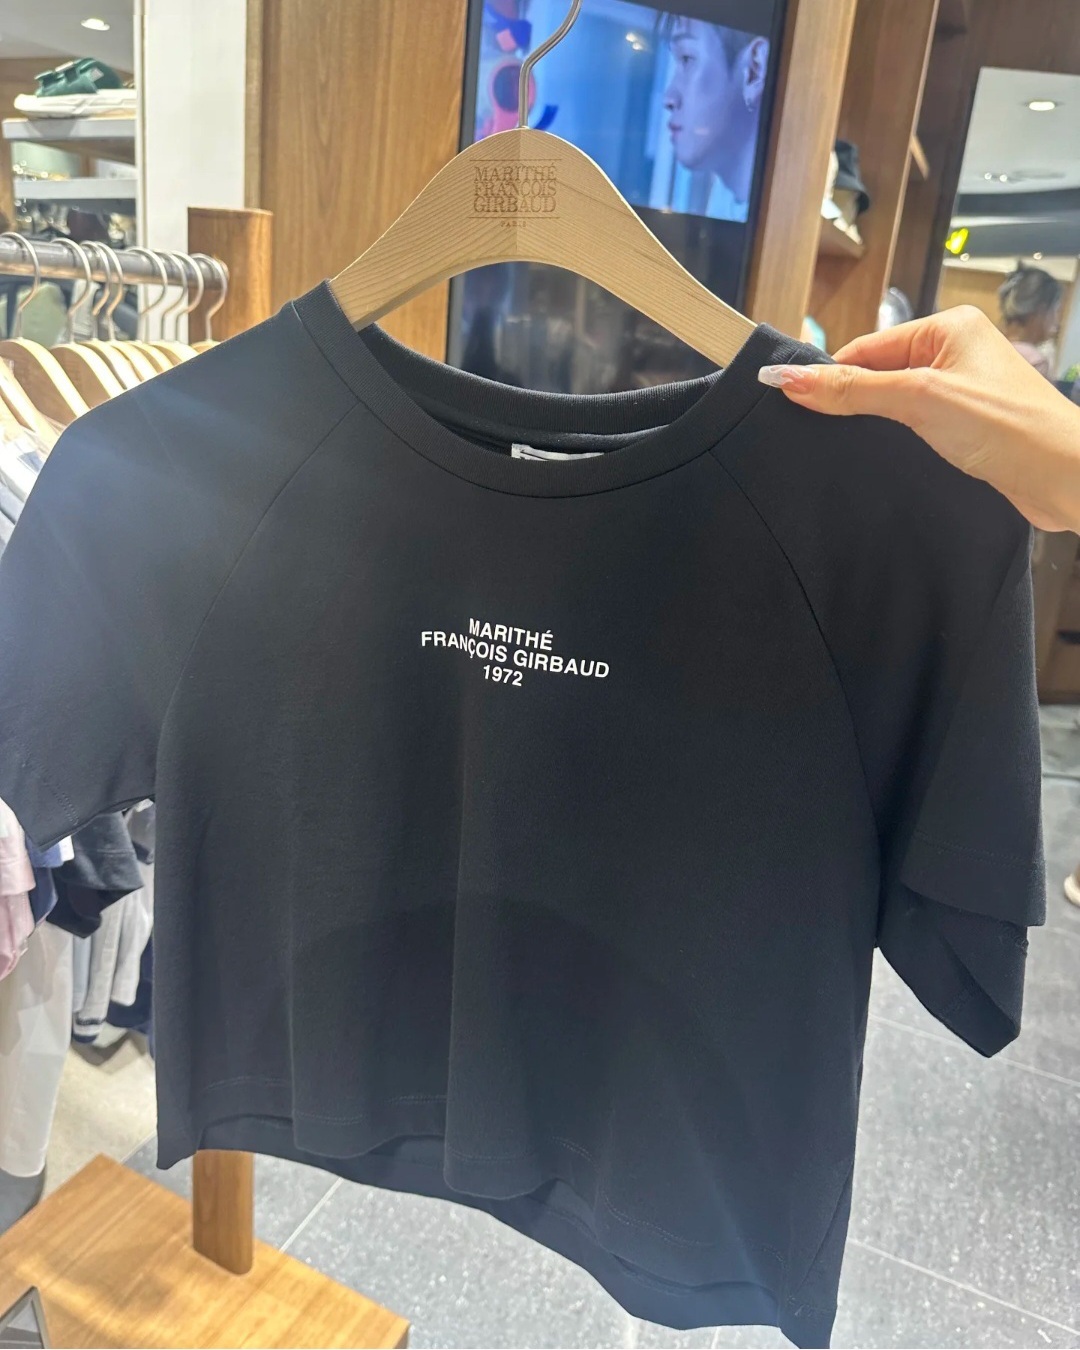 MARITHÉ
FRANÇOIS
GIRBAUD
PARIS
MARITHÉ
FRANÇOIS GIRBAUD
1972